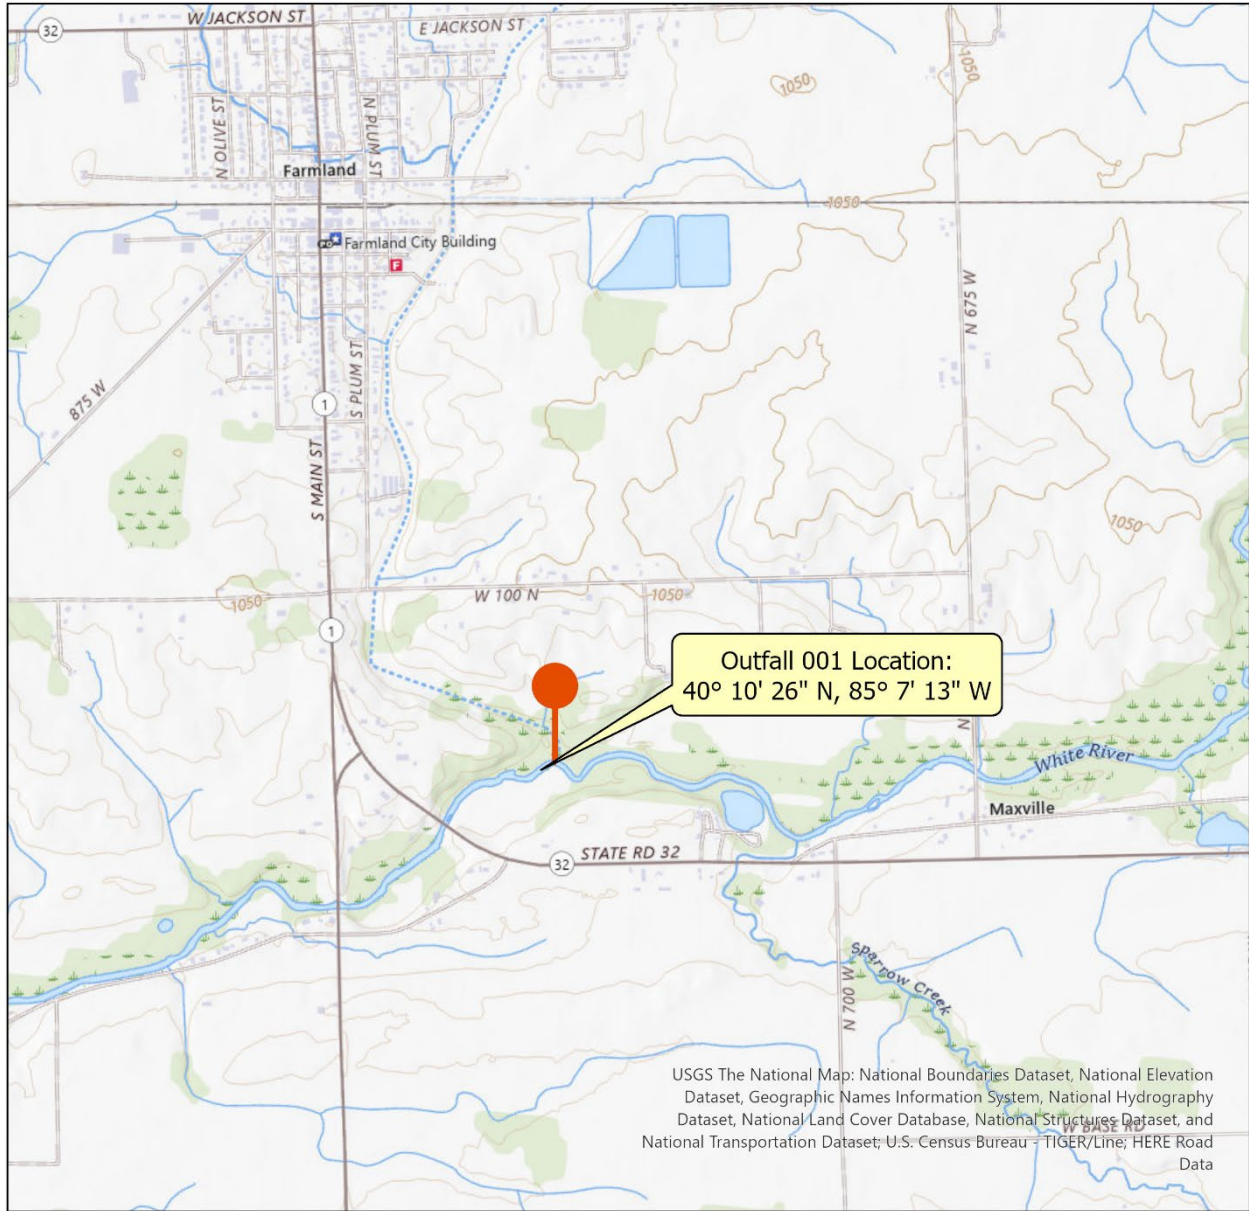 W JACKSON ST
E JACKSON ST
32
1050
1050
N OLIVE ST
N PLUM ST
Farmland
1050
PO
Farmland City Building
F
N 675 W
S PLUM ST
875 W
1
S MAIN ST
1050
W 100 N
1050
1050
1
Outfall 001 Location:
40° 10' 26" N, 85° 7' 13" W
N
White River
Maxville
STATE RD 32
32
Sparrow Creek
N 700 W
USGS The National Map: National Boundaries Dataset, National Elevation
Dataset, Geographic Names Information System, National Hydrography
Dataset, National Land Cover Database, National Structures Dataset, and
National Transportation Dataset; U.S. Census Bureau - TIGER/Line; HERE Road
Data
W BASE RD